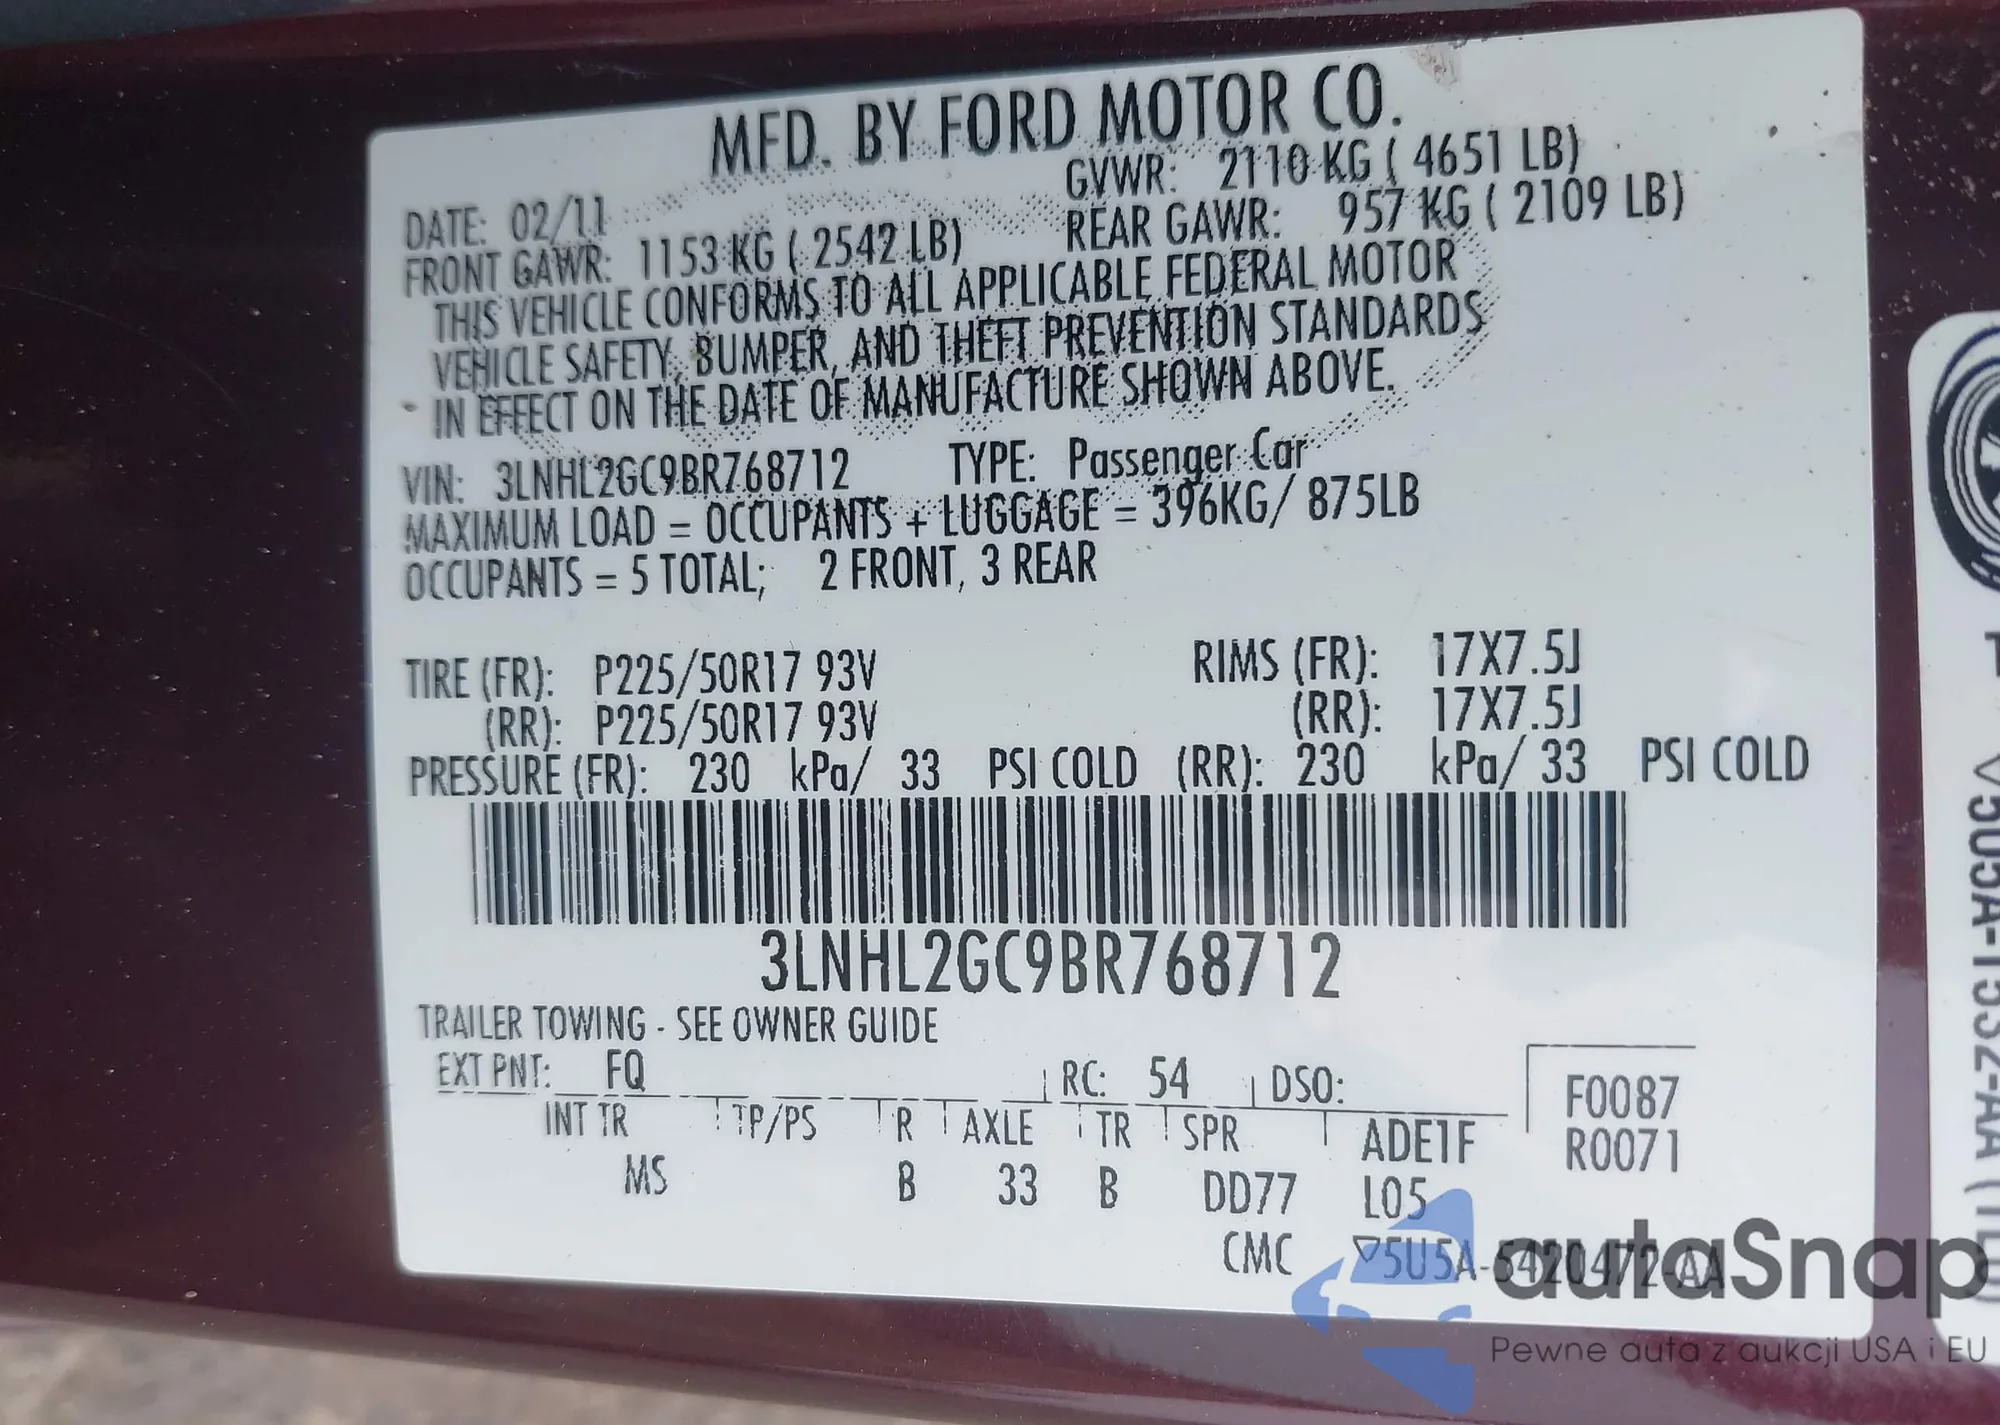 MFD. BY FORD MOTOR CO.
DATE: 02/11
GVWR: 2110 KG ( 4651 LB)
FRONT GAWR: 1153 KG ( 2542 LB)
REAR GAWR: 957 KG ( 2109 LB)
THIS VEHICLE CONFORMS TO ALL APPLICABLE FEDERAL MOTOR
VEHICLE SAFETY, BUMPER, AND THEFT PREVENTION STANDARDS
IN EFFECT ON THE DATE OF MANUFACTURE SHOWN ABOVE.
VIN: 3LNHL2GC9BR768712 TYPE: Passenger Car
MAXIMUM LOAD = OCCUPANTS + LUGGAGE = 396KG/ 875LB
OCCUPANTS = 5 TOTAL; 2 FRONT, 3 REAR
TIRE (FR): P225/50R17 93V RIMS (FR): 17X7.5J
(RR): P225/50R17 93V (RR): 17X7.5J
PRESSURE (FR): 230 kPa/ 33 PSI COLD (RR): 230 kPa/ 33 PSI COLD
3LNHL2GC9BR768712
TRAILER TOWING - SEE OWNER GUIDE
EXT PNT: FQ RC: 54 DSO: F0087
INT TR TP/PS R AXLE TR SPR ADE1F R0071
MS B 33 B DD77 L05
CMC ▽5U5A-5420472-AA
autaSnap
Pewne auta z aukcji USA i EU